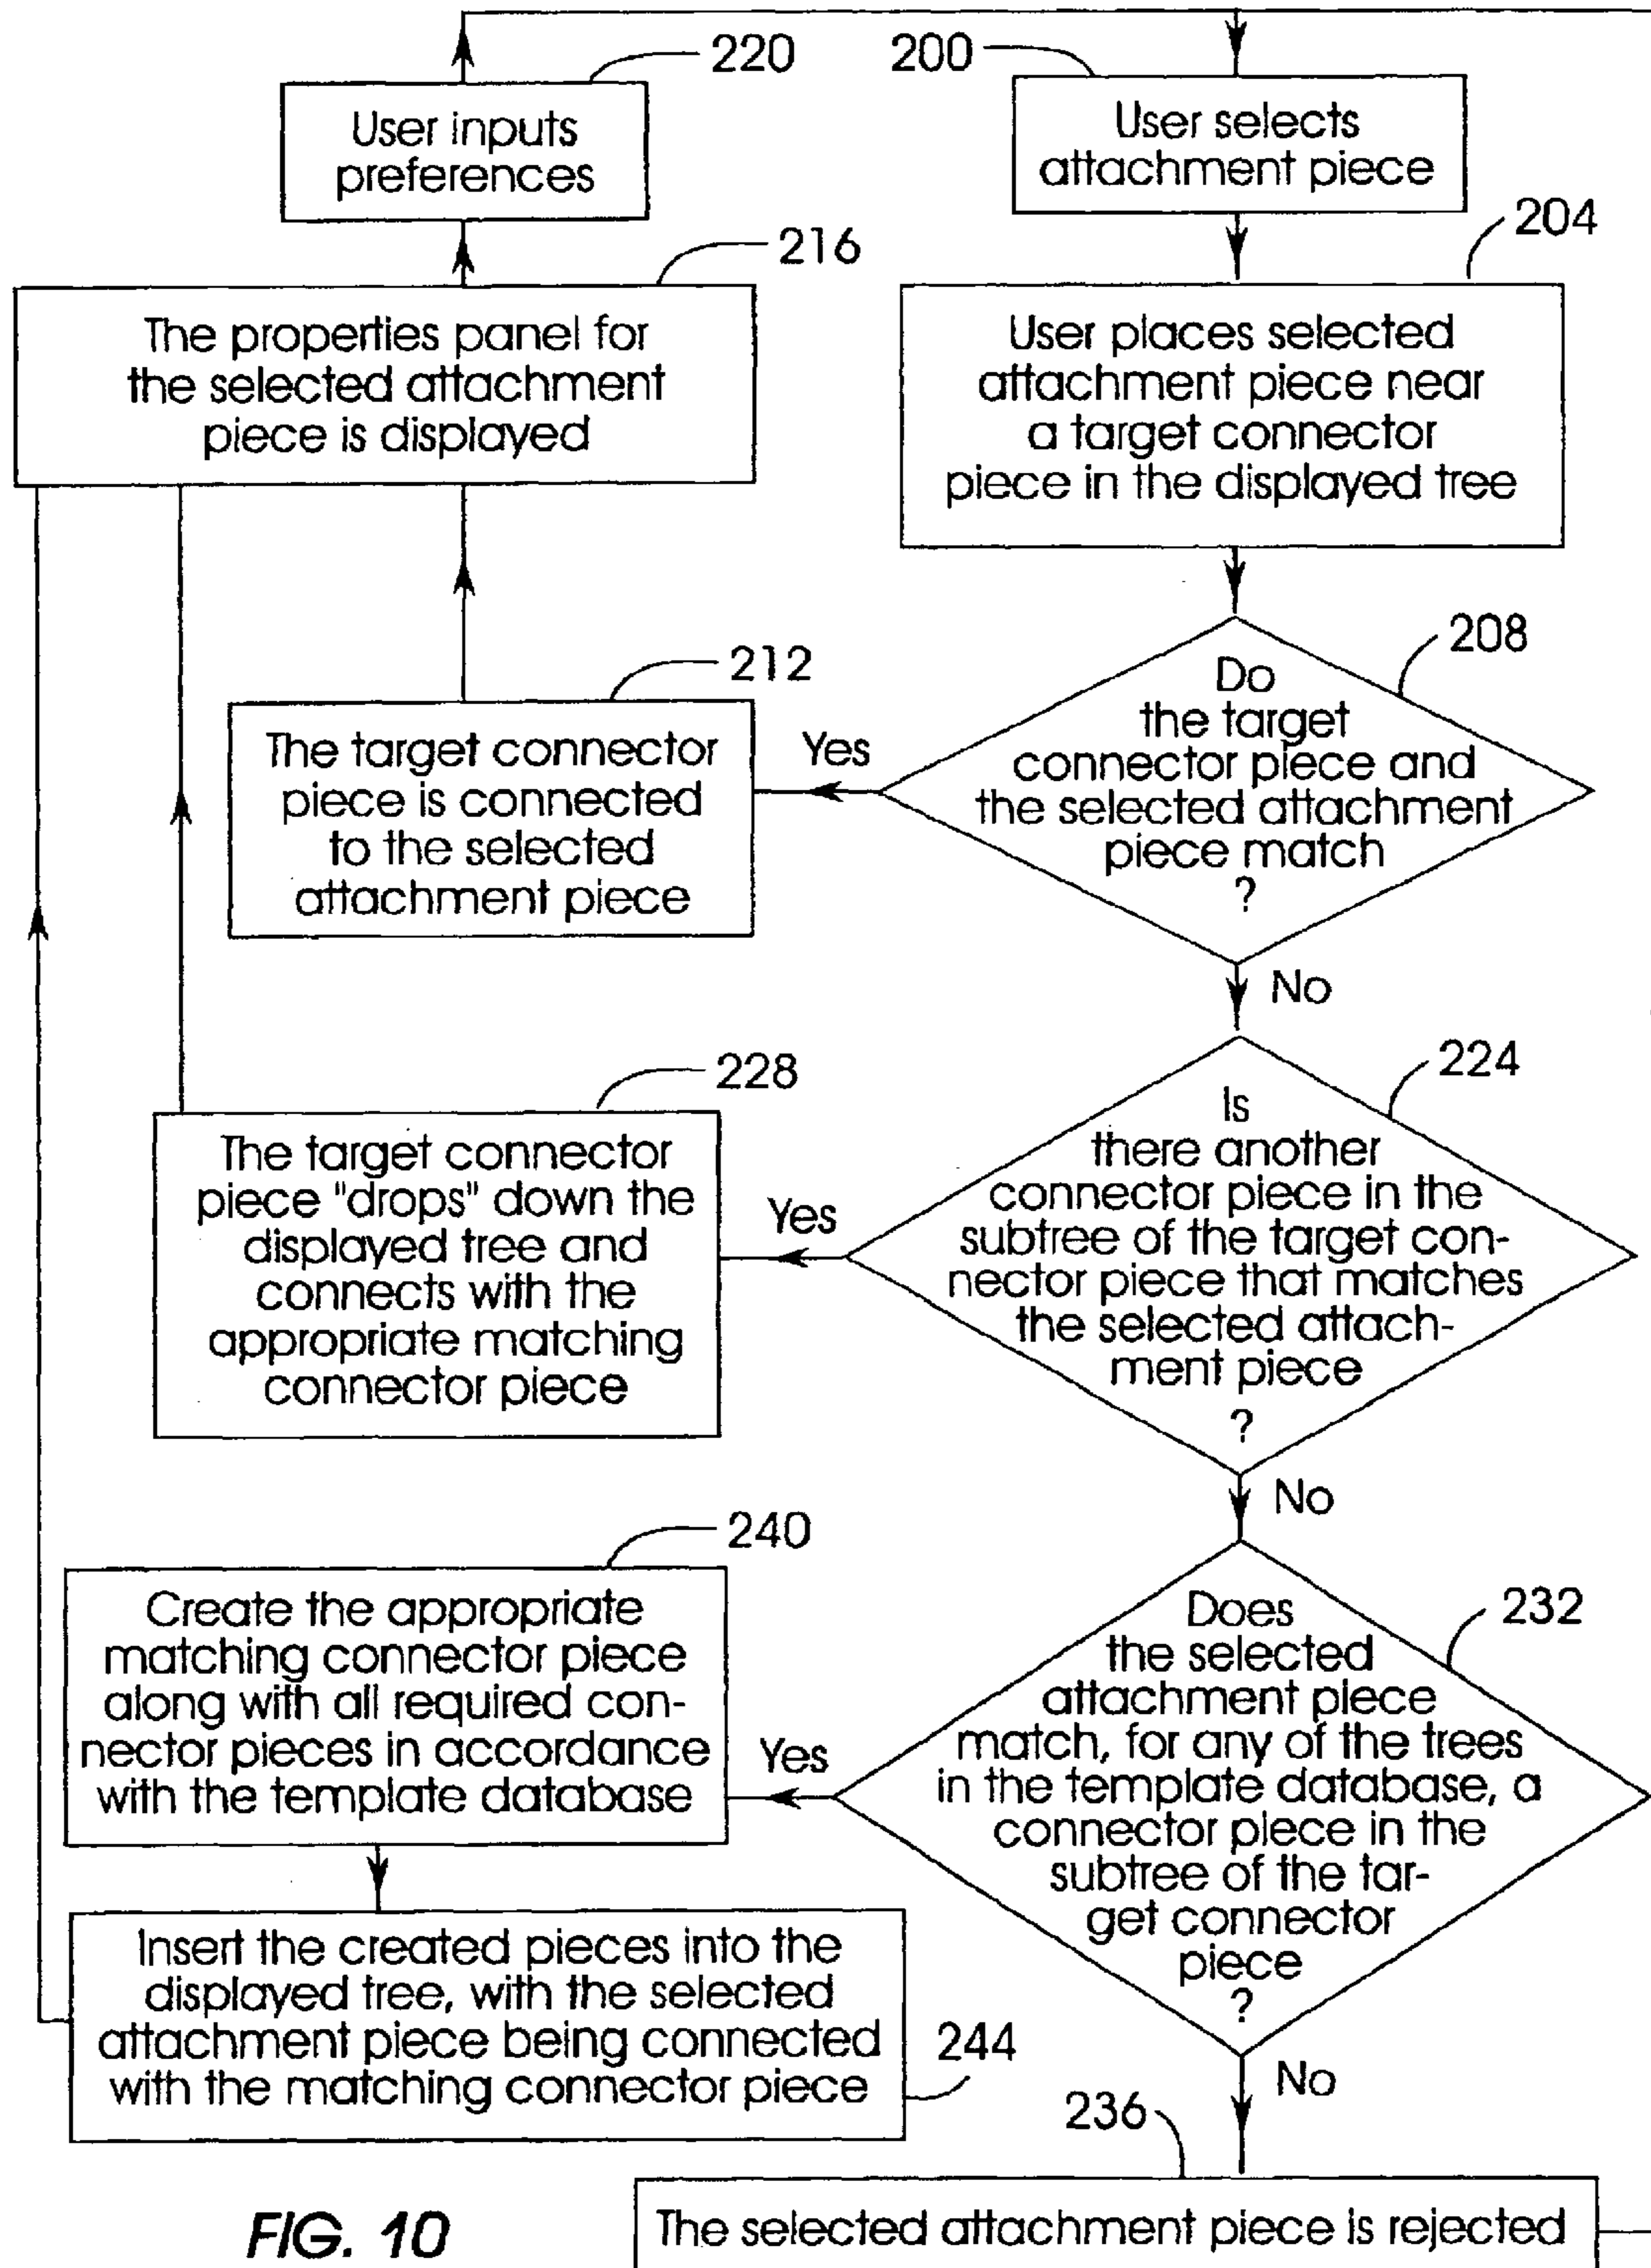 220
User inputs
preferences
200
User selects
attachment piece
216
The properties panel for
the selected attachment
piece is displayed
204
User places selected
attachment piece near
a target connector
piece in the displayed tree
212
The target connector
piece is connected
to the selected
attachment piece
Yes
208
Do
the target
connector piece and
the selected attachment
piece match
?
No
228
The target connector
piece "drops" down the
displayed tree and
connects with the
appropriate matching
connector piece
Yes
224
Is
there another
connector piece in the
subtree of the target con-
nector piece that matches
the selected attach-
ment piece
?
No
240
Create the appropriate
matching connector piece
along with all required con-
nector pieces in accordance
with the template database
Yes
232
Does
the selected
attachment piece
match, for any of the trees
in the template database, a
connector piece in the
subtree of the tar-
get connector
piece
?
No
Insert the created pieces into the
displayed tree, with the selected
attachment piece being connected
with the matching connector piece
244
236
The selected attachment piece is rejected
FIG. 10